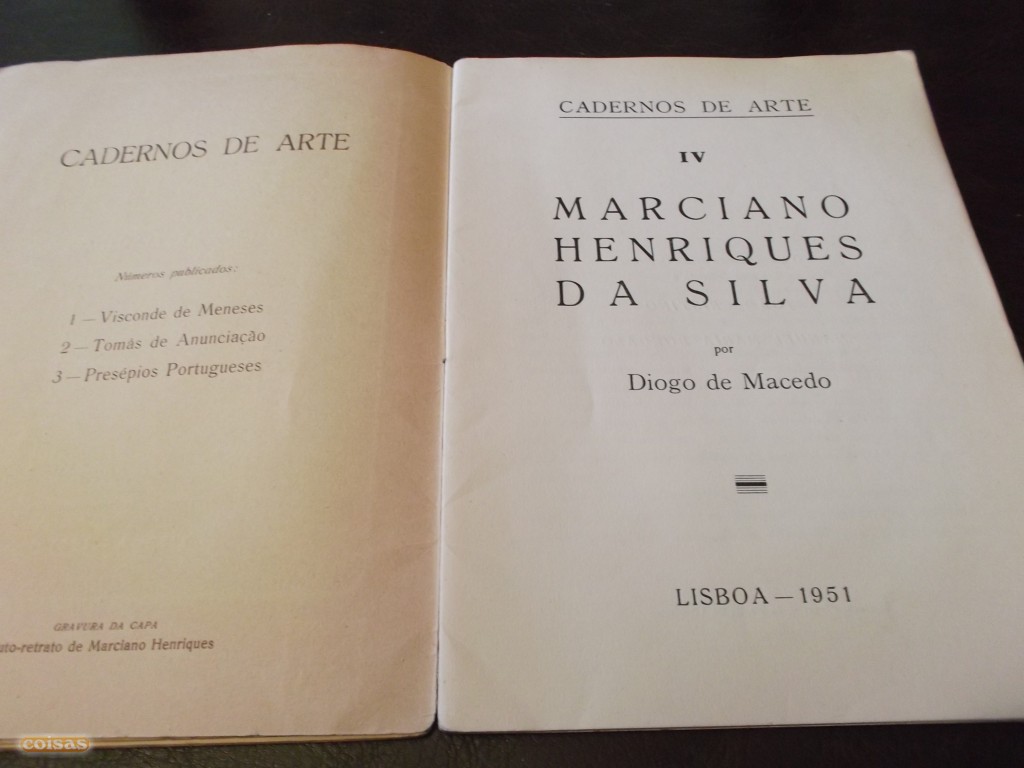 CADERNOS DE ARTE
Números publicados:
1 — Visconde de Meneses
2 — Tomás de Anunciação
3 — Presépios Portugueses
GRAVURA DA CAPA
uto-retrato de Marciano Henriques
CADERNOS DE ARTE
IV
MARCIANO
HENRIQUES
DA SILVA
por
Diogo de Macedo
LISBOA — 1951
coisas